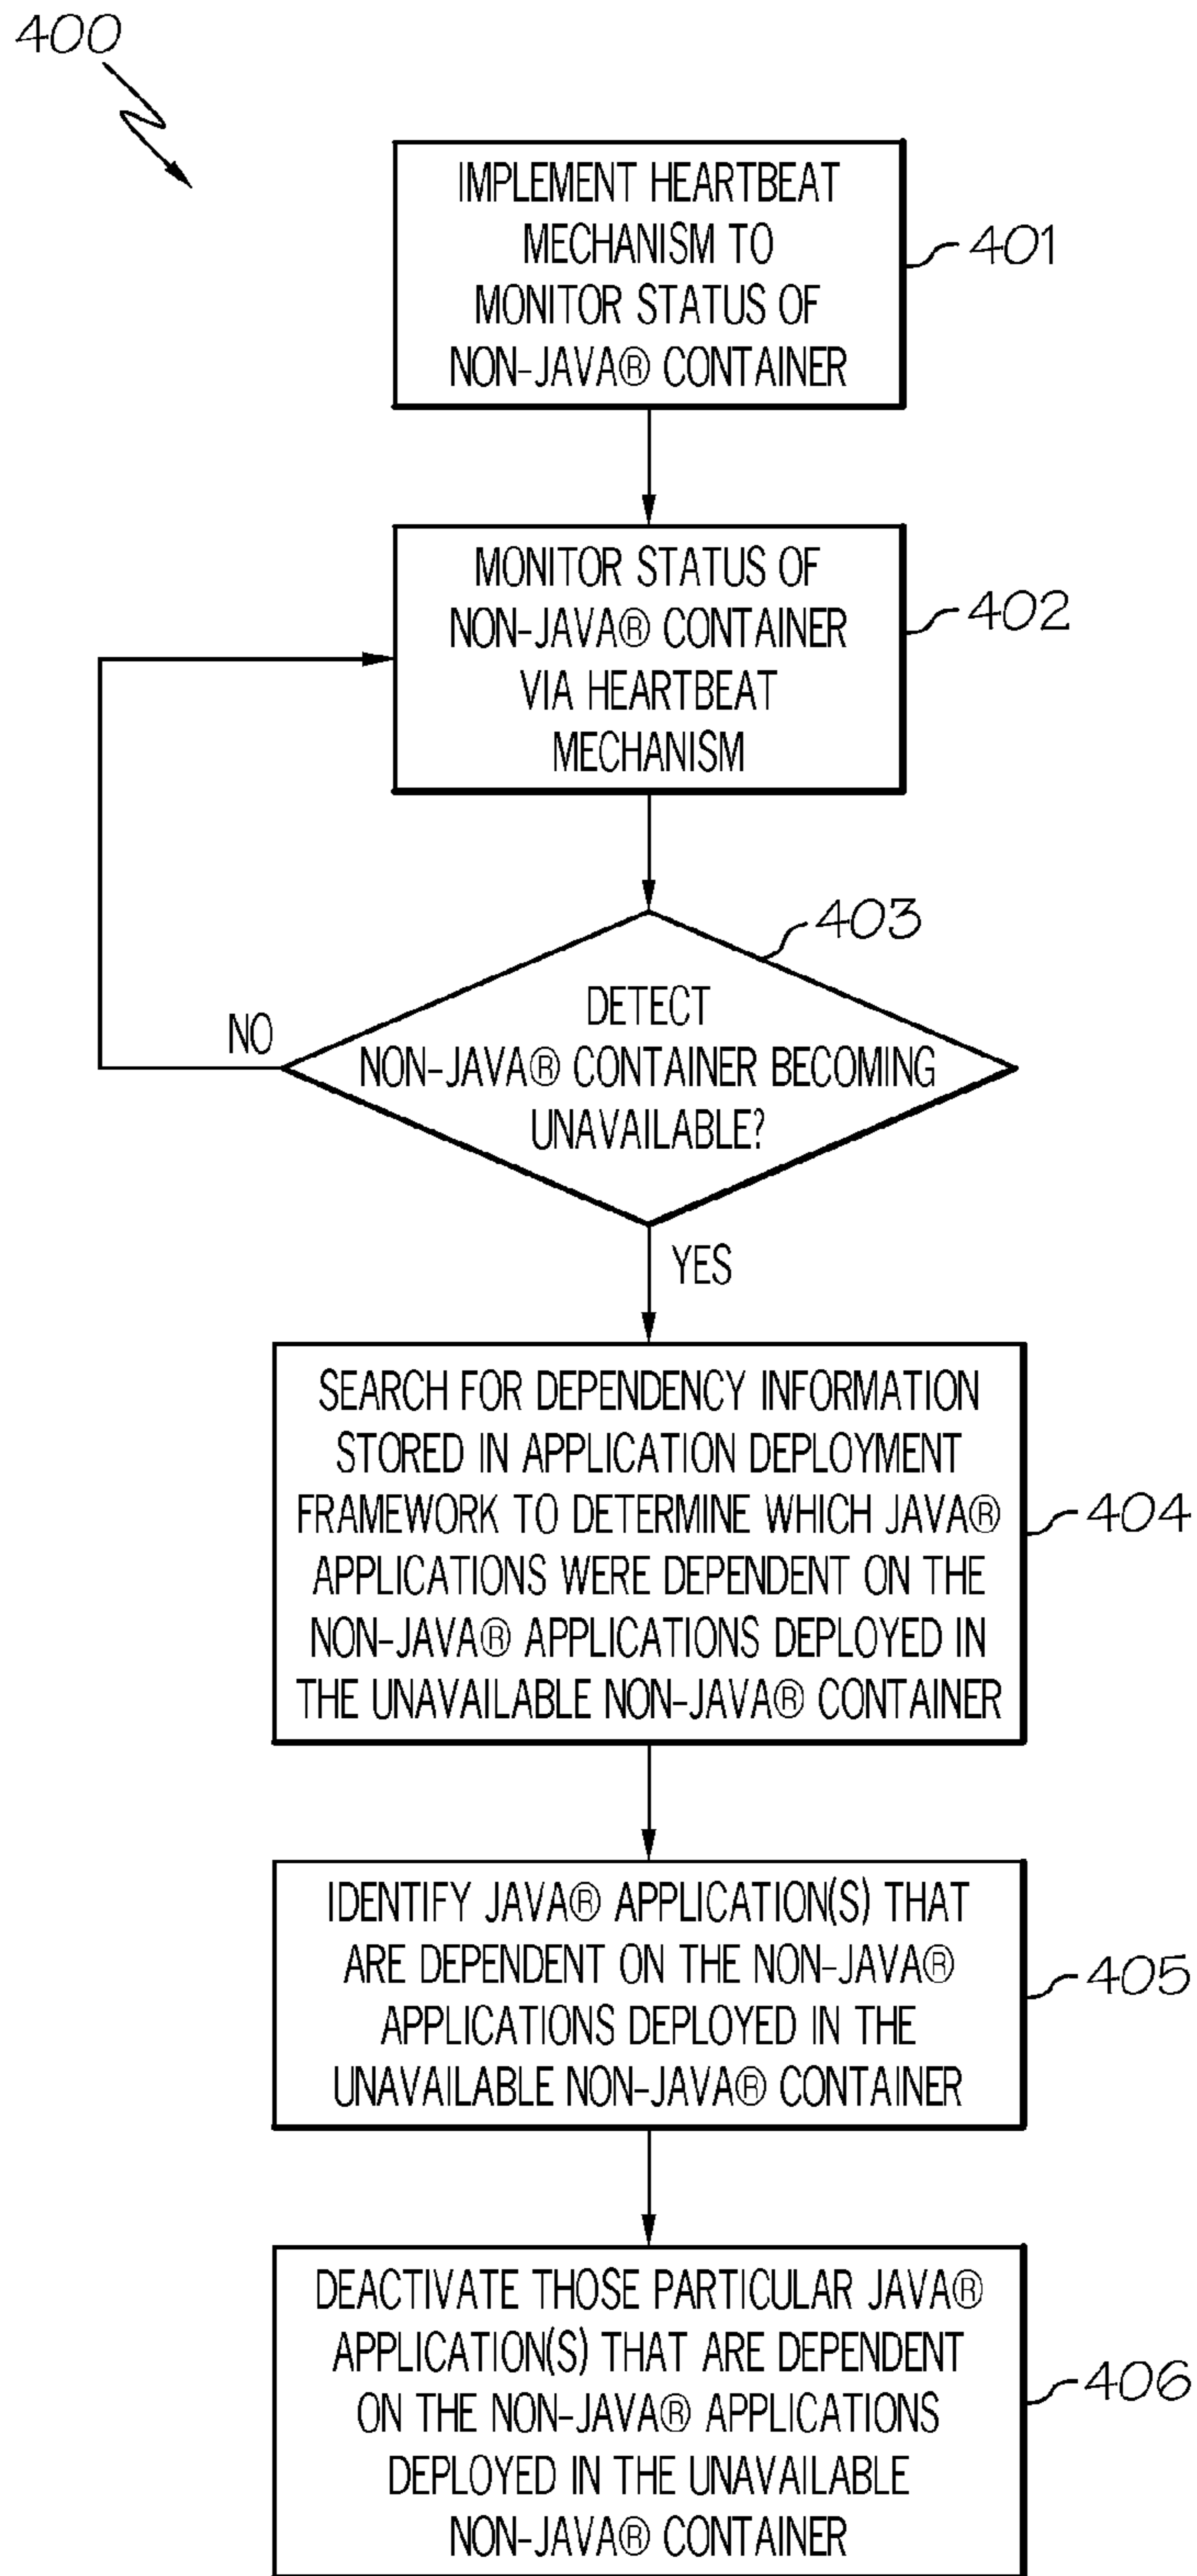 400
IMPLEMENT HEARTBEAT
MECHANISM TO
MONITOR STATUS OF
NON-JAVA® CONTAINER
401
MONITOR STATUS OF
NON-JAVA® CONTAINER
VIA HEARTBEAT
MECHANISM
402
403
DETECT
NON-JAVA® CONTAINER BECOMING
UNAVAILABLE?
NO
YES
SEARCH FOR DEPENDENCY INFORMATION
STORED IN APPLICATION DEPLOYMENT
FRAMEWORK TO DETERMINE WHICH JAVA®
APPLICATIONS WERE DEPENDENT ON THE
NON-JAVA® APPLICATIONS DEPLOYED IN
THE UNAVAILABLE NON-JAVA® CONTAINER
404
IDENTIFY JAVA® APPLICATION(S) THAT
ARE DEPENDENT ON THE NON-JAVA®
APPLICATIONS DEPLOYED IN THE
UNAVAILABLE NON-JAVA® CONTAINER
405
DEACTIVATE THOSE PARTICULAR JAVA®
APPLICATION(S) THAT ARE DEPENDENT
ON THE NON-JAVA® APPLICATIONS
DEPLOYED IN THE UNAVAILABLE
NON-JAVA® CONTAINER
406